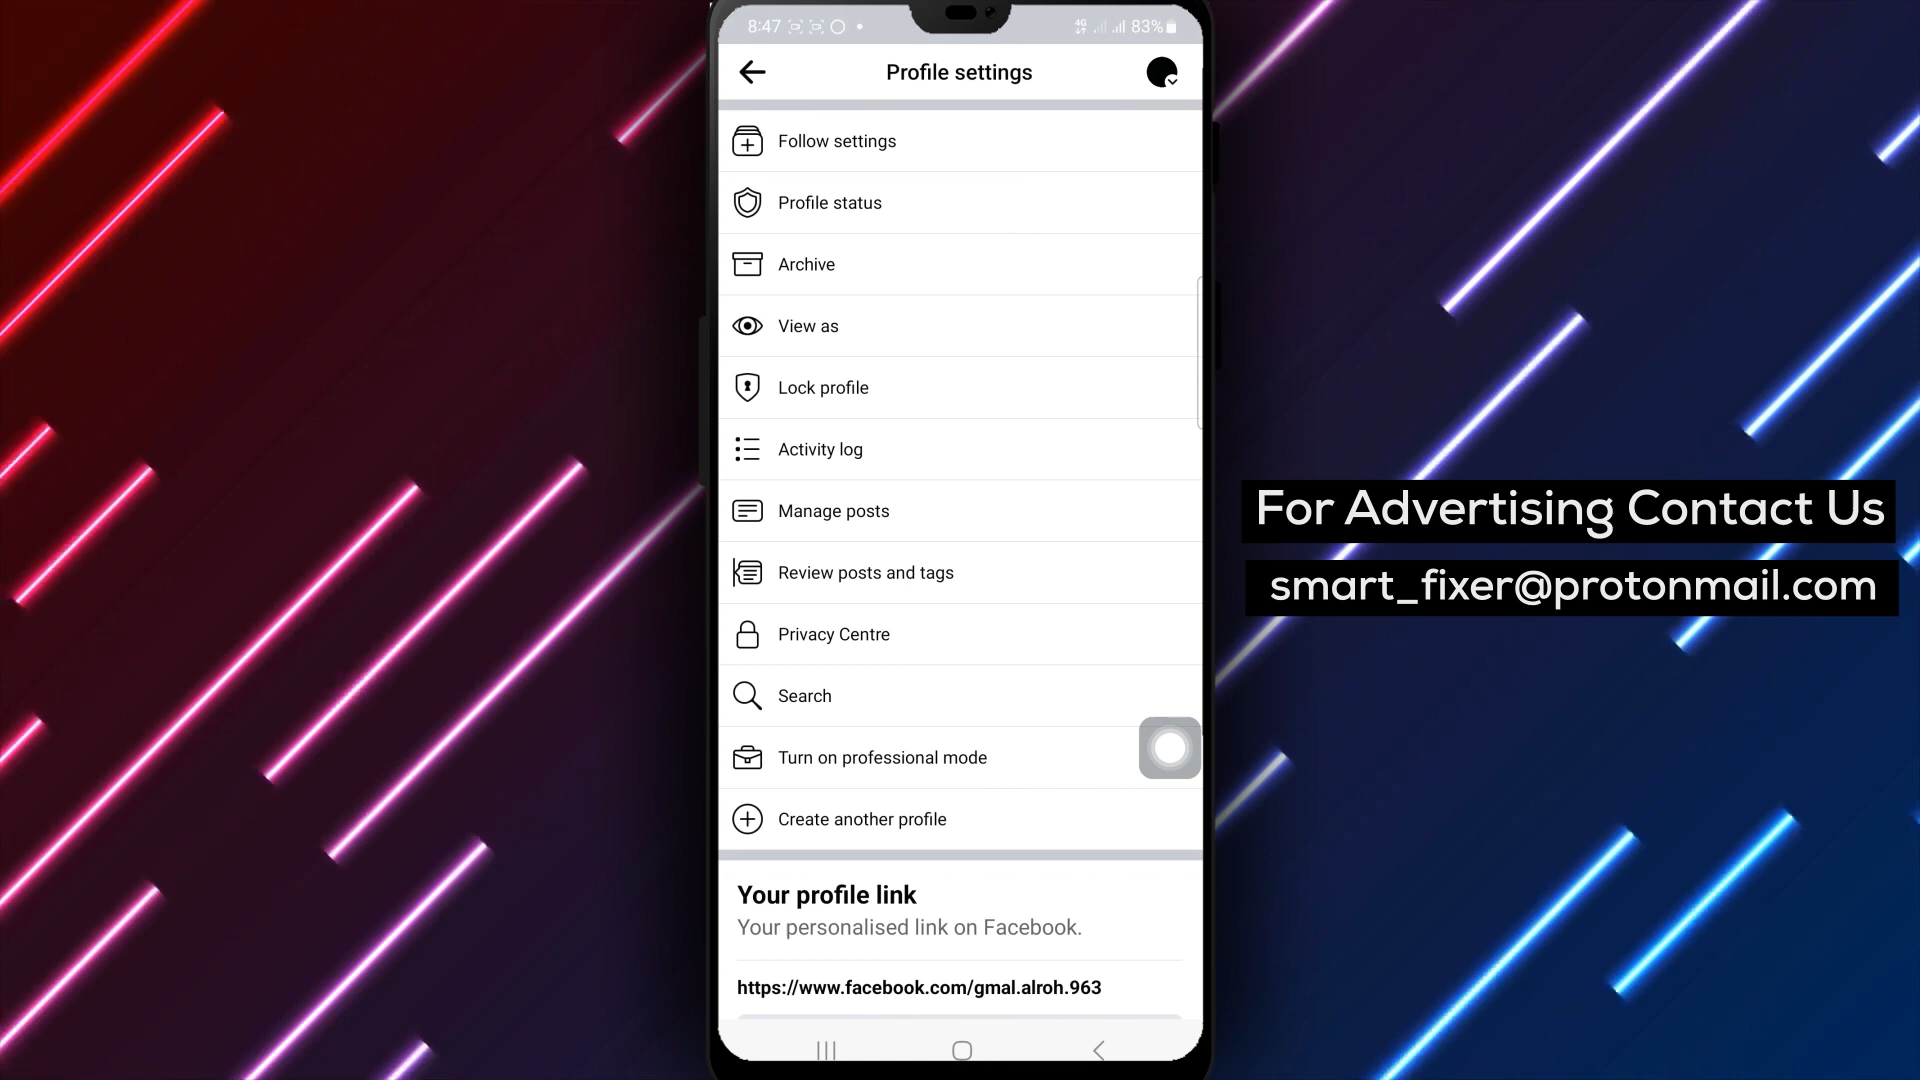 8:47
4G 83%
Profile settings
Follow settings
Profile status
Archive
View as
Lock profile
Activity log
Manage posts
Review posts and tags
Privacy Centre
Search
Turn on professional mode
Create another profile
Your profile link
Your personalised link on Facebook.
https://www.facebook.com/gmal.alroh.963
For Advertising Contact Us
smart_fixer@protonmail.com